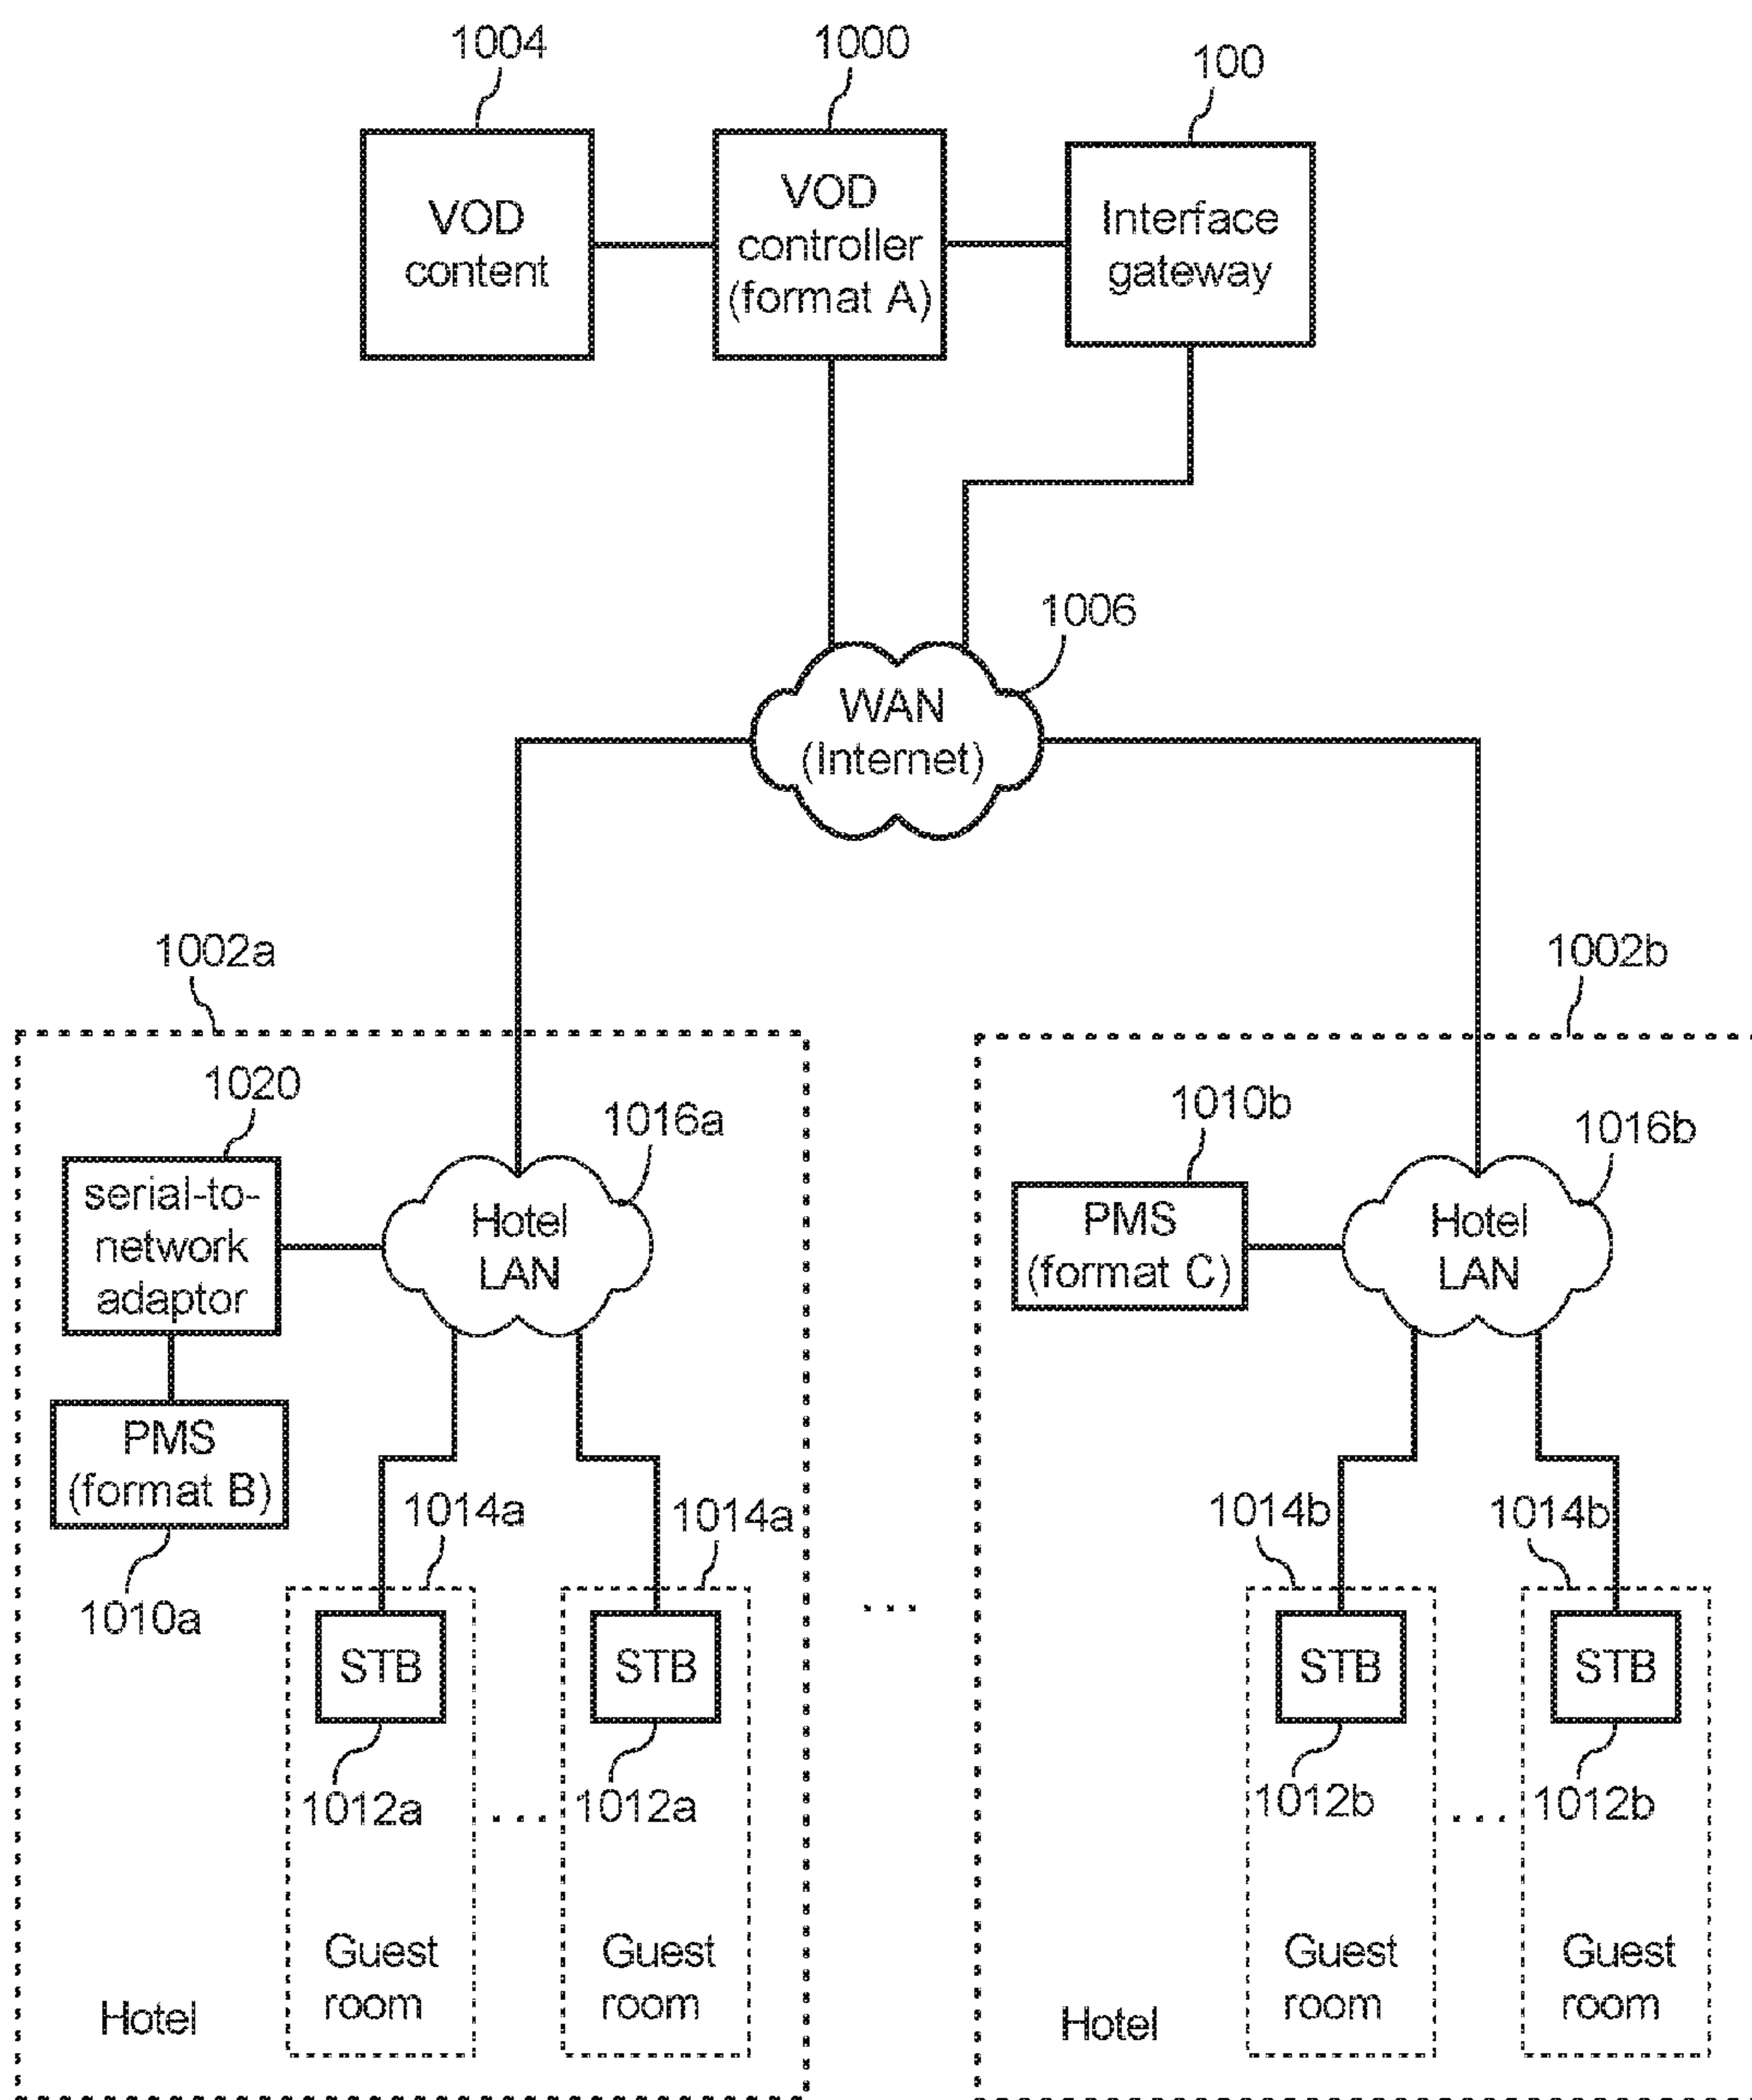 1004
1000
100
VOD
content
VOD
controller
(format A)
Interface
gateway
1006
WAN
(Internet)
1002a
1002b
1020
1016a
1010b
1016b
serial-to-
network
adaptor
Hotel
LAN
PMS
(format C)
Hotel
LAN
PMS
(format B)
1010a
1014a
1014a
1014b
1014b
...
STB
STB
STB
STB
1012a
...
1012a
1012b
...
1012b
Guest
room
Guest
room
Guest
room
Guest
room
Hotel
Hotel